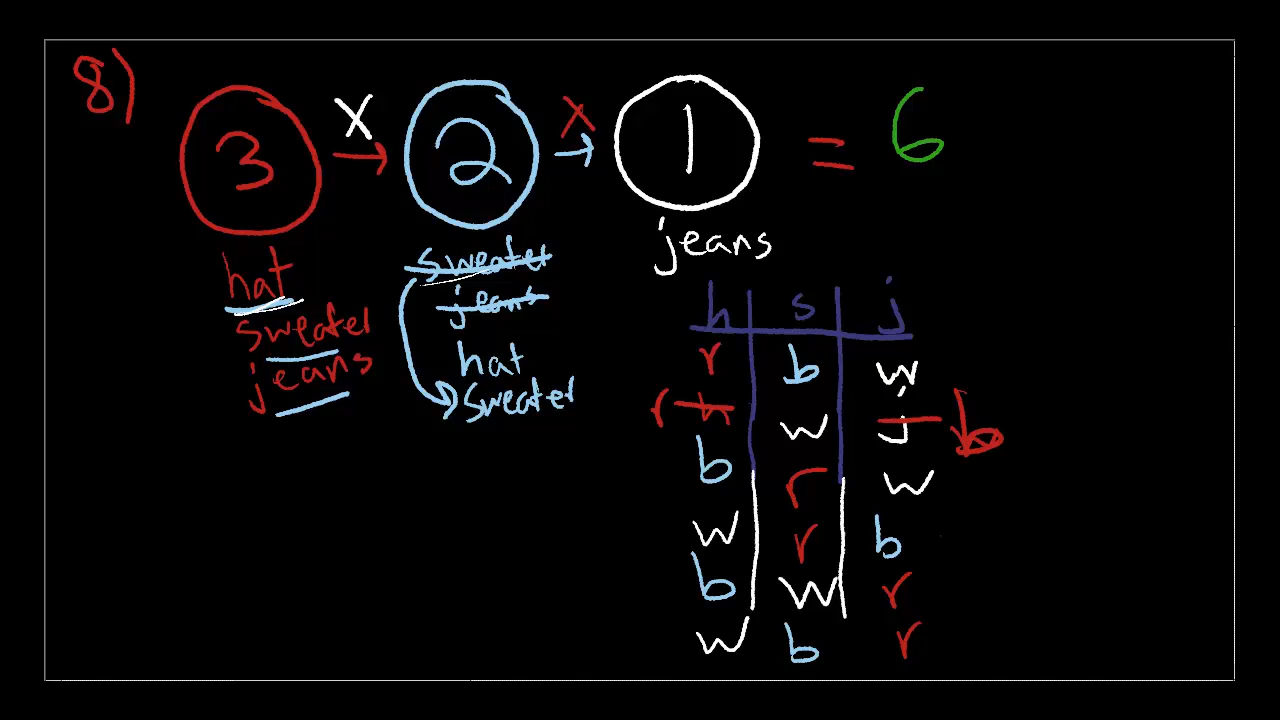 8)
3 x → 2 x → 1 = 6
hat
sweater
jeans
sweater
jeans
hat
sweater
jeans
h s j
r b w
r h w j b
b r w
w r b
b w r
w b r